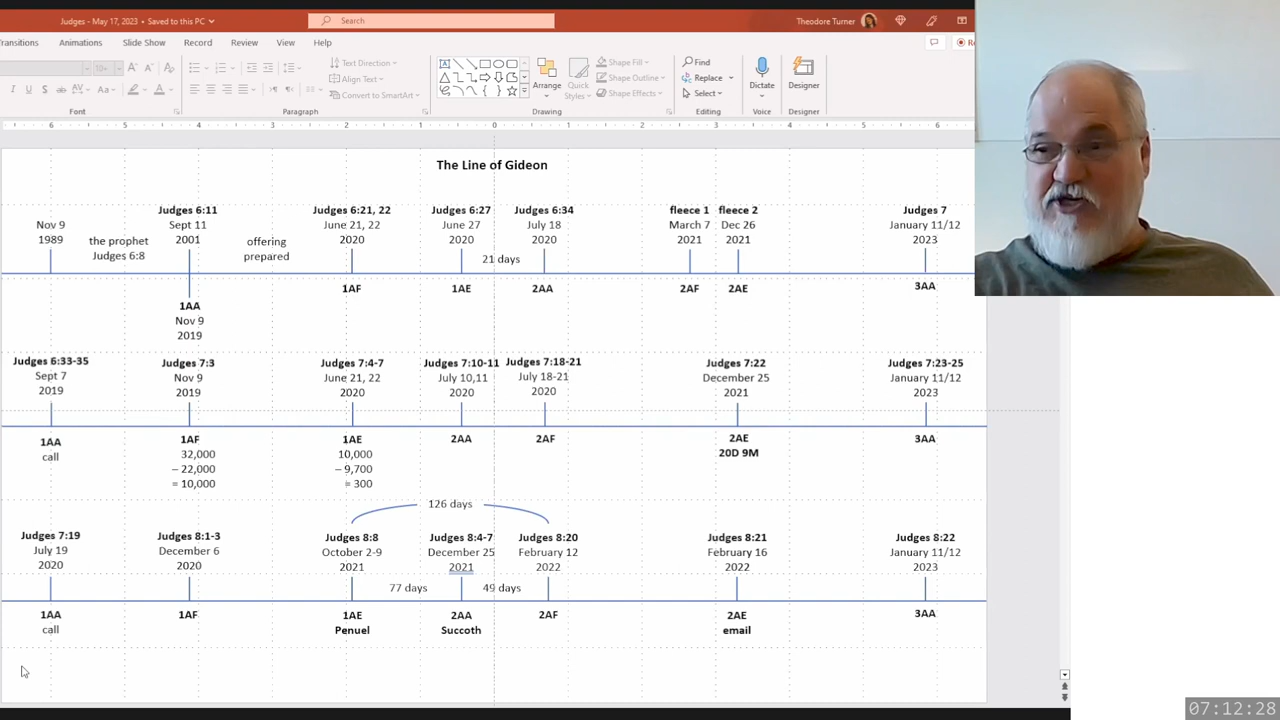 Judges - May 17, 2023 • Saved to this PC
Search
Theodore Turner
Transitions Animations Slide Show Record Review View Help
Text Direction
Align Text
Convert to SmartArt
Arrange
Quick Styles
Shape Fill
Shape Outline
Shape Effects
Find
Replace
Select
Dictate
Designer
Font Paragraph Drawing Editing Voice Designer
6 5 4 3 2 1 0 1 2 3 4 5 6
The Line of Gideon
Judges 6:11 Judges 6:21, 22 Judges 6:27 Judges 6:34 fleece 1 fleece 2 Judges 7
Nov 9 Sept 11 June 21, 22 June 27 July 18 March 7 Dec 26 January 11/12
1989 2001 2020 2020 2020 2021 2021 2023
the prophet offering
Judges 6:8 prepared 21 days
1AF 1AE 2AA 2AF 2AE 3AA
1AA
Nov 9
2019
Judges 6:33-35 Judges 7:3 Judges 7:4-7 Judges 7:10-11 Judges 7:18-21 Judges 7:22 Judges 7:23-25
Sept 7 Nov 9 June 21, 22 July 10,11 July 18-21 December 25 January 11/12
2019 2019 2020 2020 2020 2021 2023
1AA 1AF 1AE 2AA 2AF 2AE 3AA
call 32,000 10,000 20D 9M
– 22,000 – 9,700
= 10,000 = 300
126 days
Judges 7:19 Judges 8:1-3 Judges 8:8 Judges 8:4-7 Judges 8:20 Judges 8:21 Judges 8:22
July 19 December 6 October 2-9 December 25 February 12 February 16 January 11/12
2020 2020 2021 2021 2022 2022 2023
77 days 49 days
1AA 1AF 1AE 2AA 2AF 2AE 3AA
call Penuel Succoth email
07:12:28